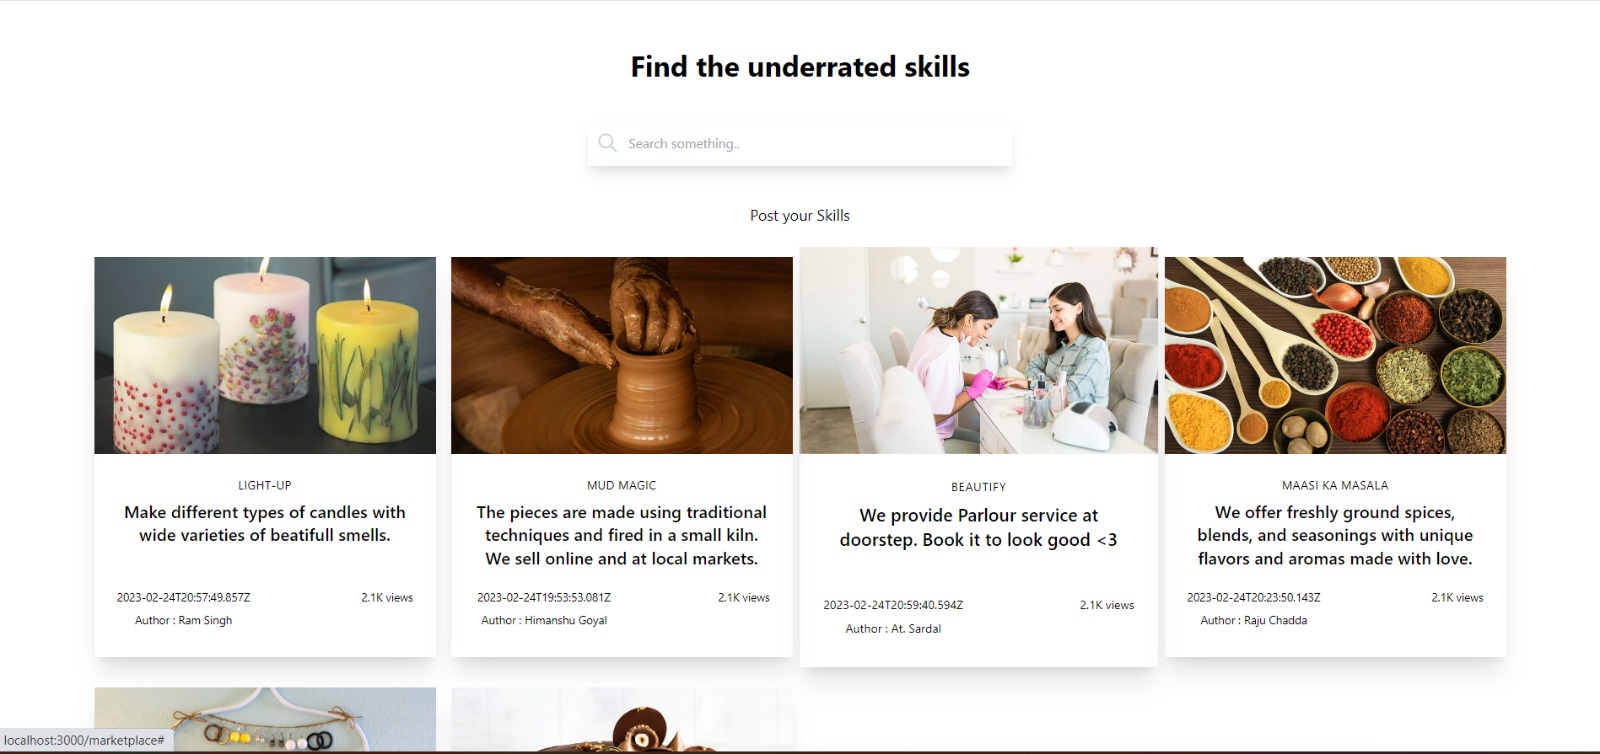 Find the underrated skills
Search something..
Post your Skills
LIGHT-UP
Make different types of candles with
wide varieties of beatifull smells.
2023-02-24T20:57:49.857Z
2.1K views
Author : Ram Singh
MUD MAGIC
The pieces are made using traditional
techniques and fired in a small kiln.
We sell online and at local markets.
2023-02-24T19:53:53.081Z
2.1K views
Author : Himanshu Goyal
BEAUTIFY
We provide Parlour service at
doorstep. Book it to look good <3
2023-02-24T20:59:40.594Z
2.1K views
Author : At. Sardal
MAASI KA MASALA
We offer freshly ground spices,
blends, and seasonings with unique
flavors and aromas made with love.
2023-02-24T20:23:50.143Z
2.1K views
Author : Raju Chadda
localhost:3000/marketplace#